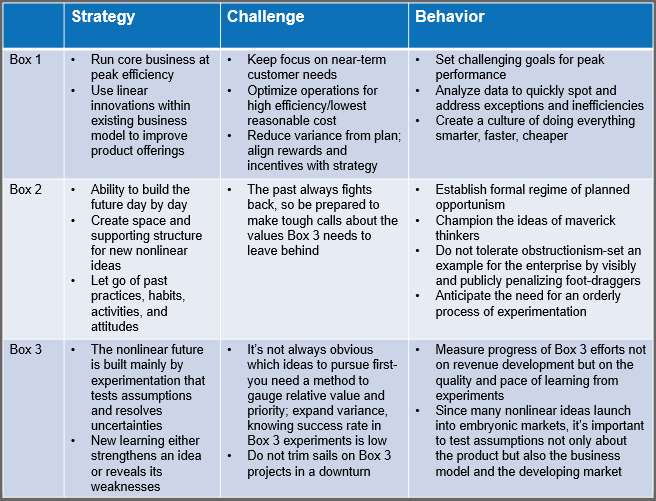 Strategy
Challenge
Behavior
Box 1
• Run core business at
peak efficiency
• Use linear
innovations within
existing business
model to improve
product offerings
• Keep focus on near-term
customer needs
• Optimize operations for
high efficiency/lowest
reasonable cost
• Reduce variance from plan;
align rewards and
incentives with strategy
• Set challenging goals for peak
performance
• Analyze data to quickly spot and
address exceptions and inefficiencies
• Create a culture of doing everything
smarter, faster, cheaper
Box 2
• Ability to build the
future day by day
• Create space and
supporting structure
for new nonlinear
ideas
• Let go of past
practices, habits,
activities, and
attitudes
• The past always fights
back, so be prepared to
make tough calls about the
values Box 3 needs to
leave behind
• Establish formal regime of planned
opportunism
• Champion the ideas of maverick
thinkers
• Do not tolerate obstructionism-set an
example for the enterprise by visibly
and publicly penalizing foot-draggers
• Anticipate the need for an orderly
process of experimentation
Box 3
• The nonlinear future
is built mainly by
experimentation that
tests assumptions
and resolves
uncertainties
• New learning either
strengthens an idea
or reveals its
weaknesses
• It's not always obvious
which ideas to pursue first-
you need a method to
gauge relative value and
priority; expand variance,
knowing success rate in
Box 3 experiments is low
• Do not trim sails on Box 3
projects in a downturn
• Measure progress of Box 3 efforts not
on revenue development but on the
quality and pace of learning from
experiments
• Since many nonlinear ideas launch
into embryonic markets, it's important
to test assumptions not only about
the product but also the business
model and the developing market